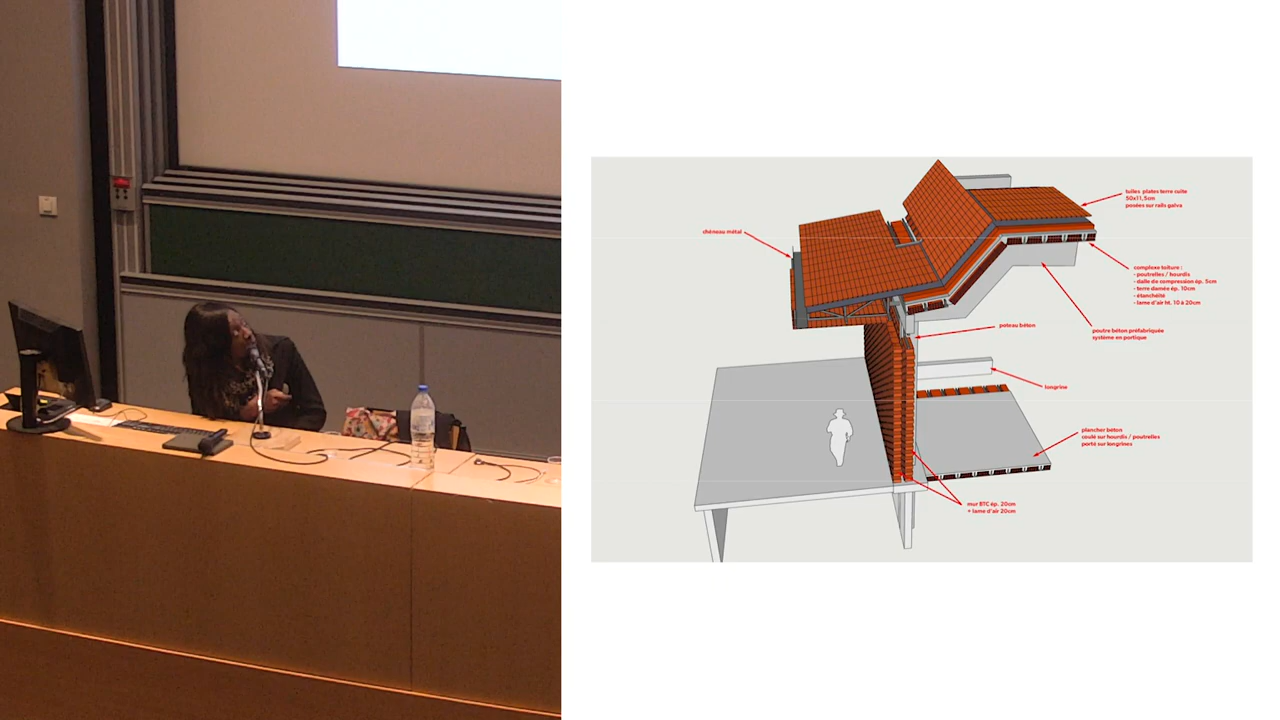 tuiles plates terre cuite
50x11,5cm
posées sur rails galva
chéneau métal
complexe toiture :
- poutrelles / hourdis
- dalle de compression ép. 5cm
- terre damée ép. 10cm
- étanchéité
- lame d'air ht. 10 à 20cm
poteau béton
poutre béton préfabriquée
système en portique
longrine
plancher béton
coulé sur hourdis / poutrelles
porté sur longrines
mur BTC ép. 20cm
+ lame d'air 20cm